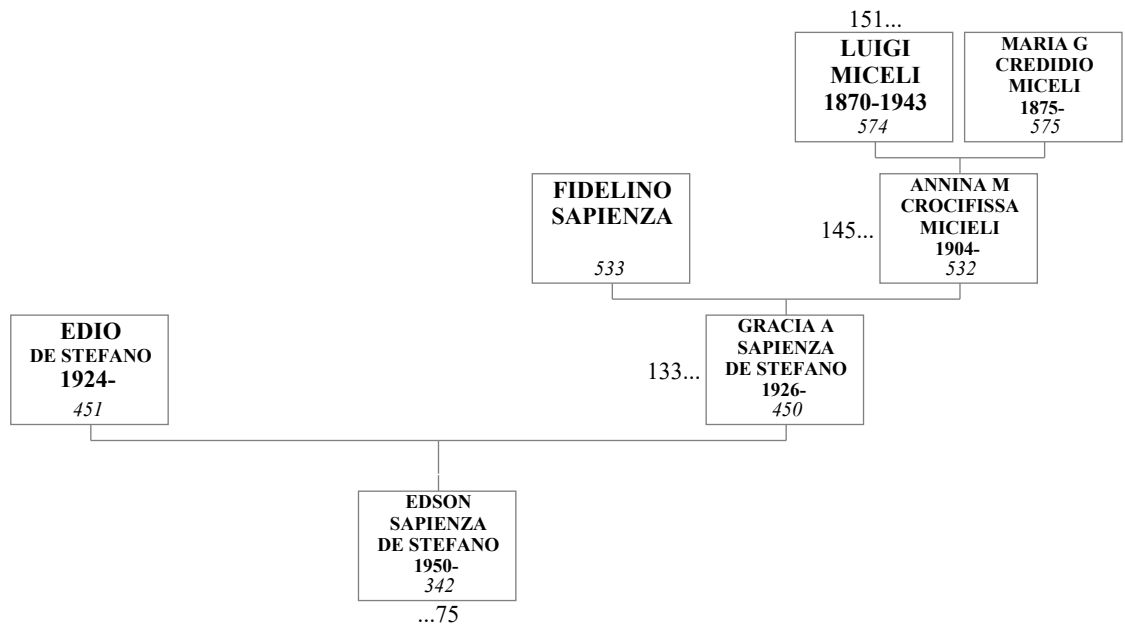 151...
LUIGI
MICELI
1870-1943
574
MARIA G
CREDIDIO
MICELI
1875-
575
FIDELINO
SAPIENZA
533
145...
ANNINA M
CROCIFISSA
MICIELI
1904-
532
EDIO
DE STEFANO
1924-
451
133...
GRACIA A
SAPIENZA
DE STEFANO
1926-
450
EDSON
SAPIENZA
DE STEFANO
1950-
342
...75